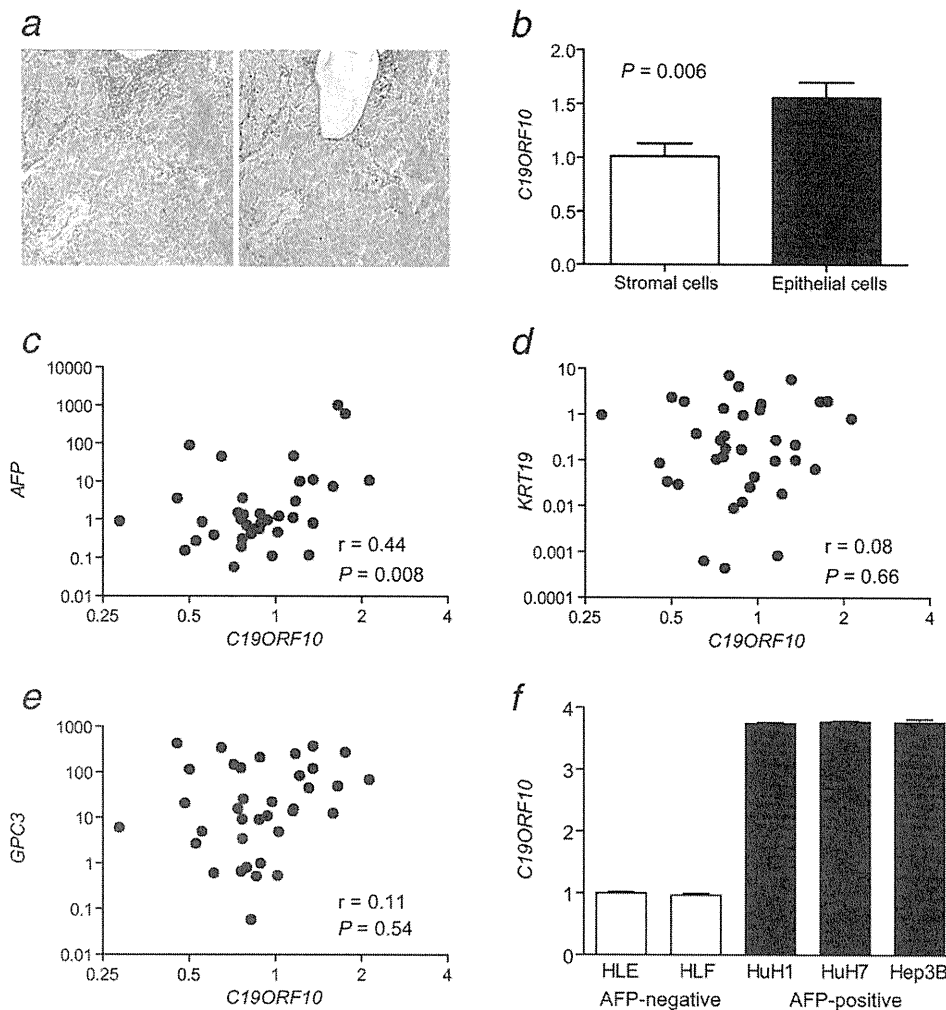 a
b
C19ORF10
2.0
1.5
1.0
0.5
0.0
P = 0.006
Stromal cells
Epithelial cells
c
AFP
10000
1000
100
10
1
0.1
0.01
r = 0.44
P = 0.008
0.25
0.5
1
2
4
C19ORF10
d
KRT19
10
1
0.1
0.01
0.001
0.0001
r = 0.08
P = 0.66
0.25
0.5
1
2
4
C19ORF10
e
GPC3
1000
100
10
1
0.1
0.01
r = 0.11
P = 0.54
0.25
0.5
1
2
4
C19ORF10
f
C19ORF10
4
2
1
0
HLE
HLF
HuH1
HuH7
Hep3B
AFP-negative
AFP-positive